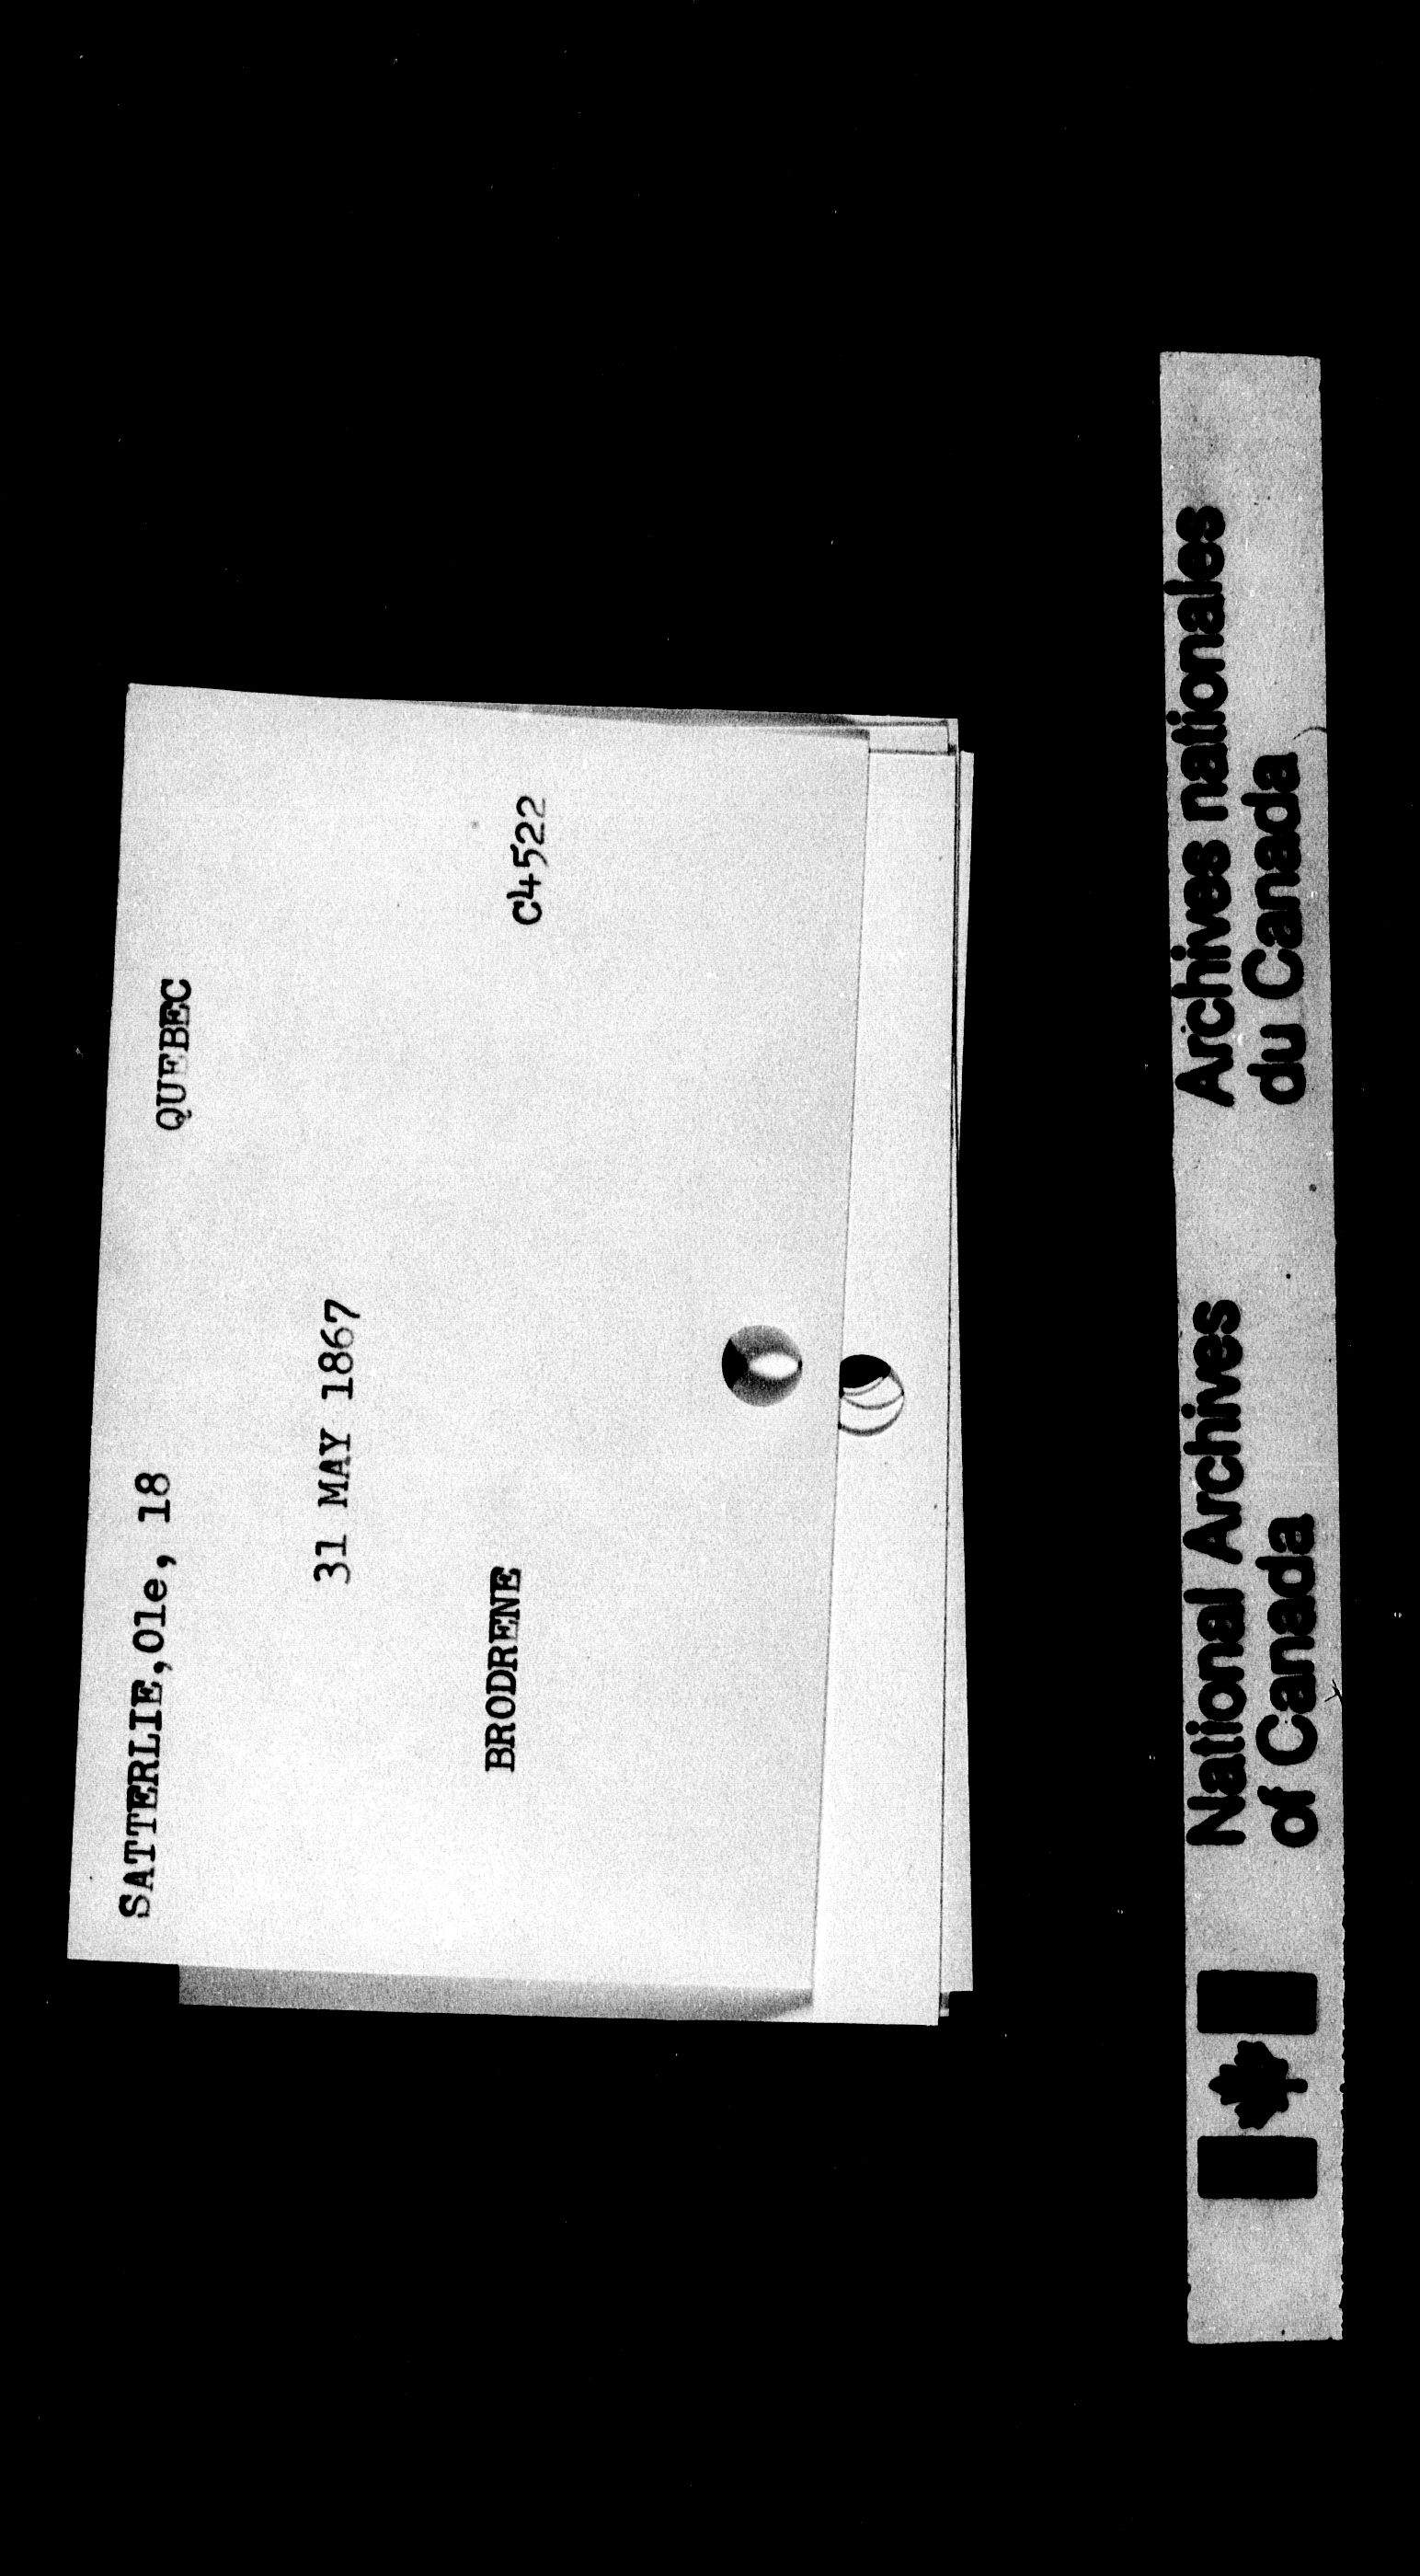 SATTERLIE,Ole, 18
QUEBEC
31 MAY 1867
BRODRENE
C4522
National Archives
of Canada
Archives nationales
du Canada